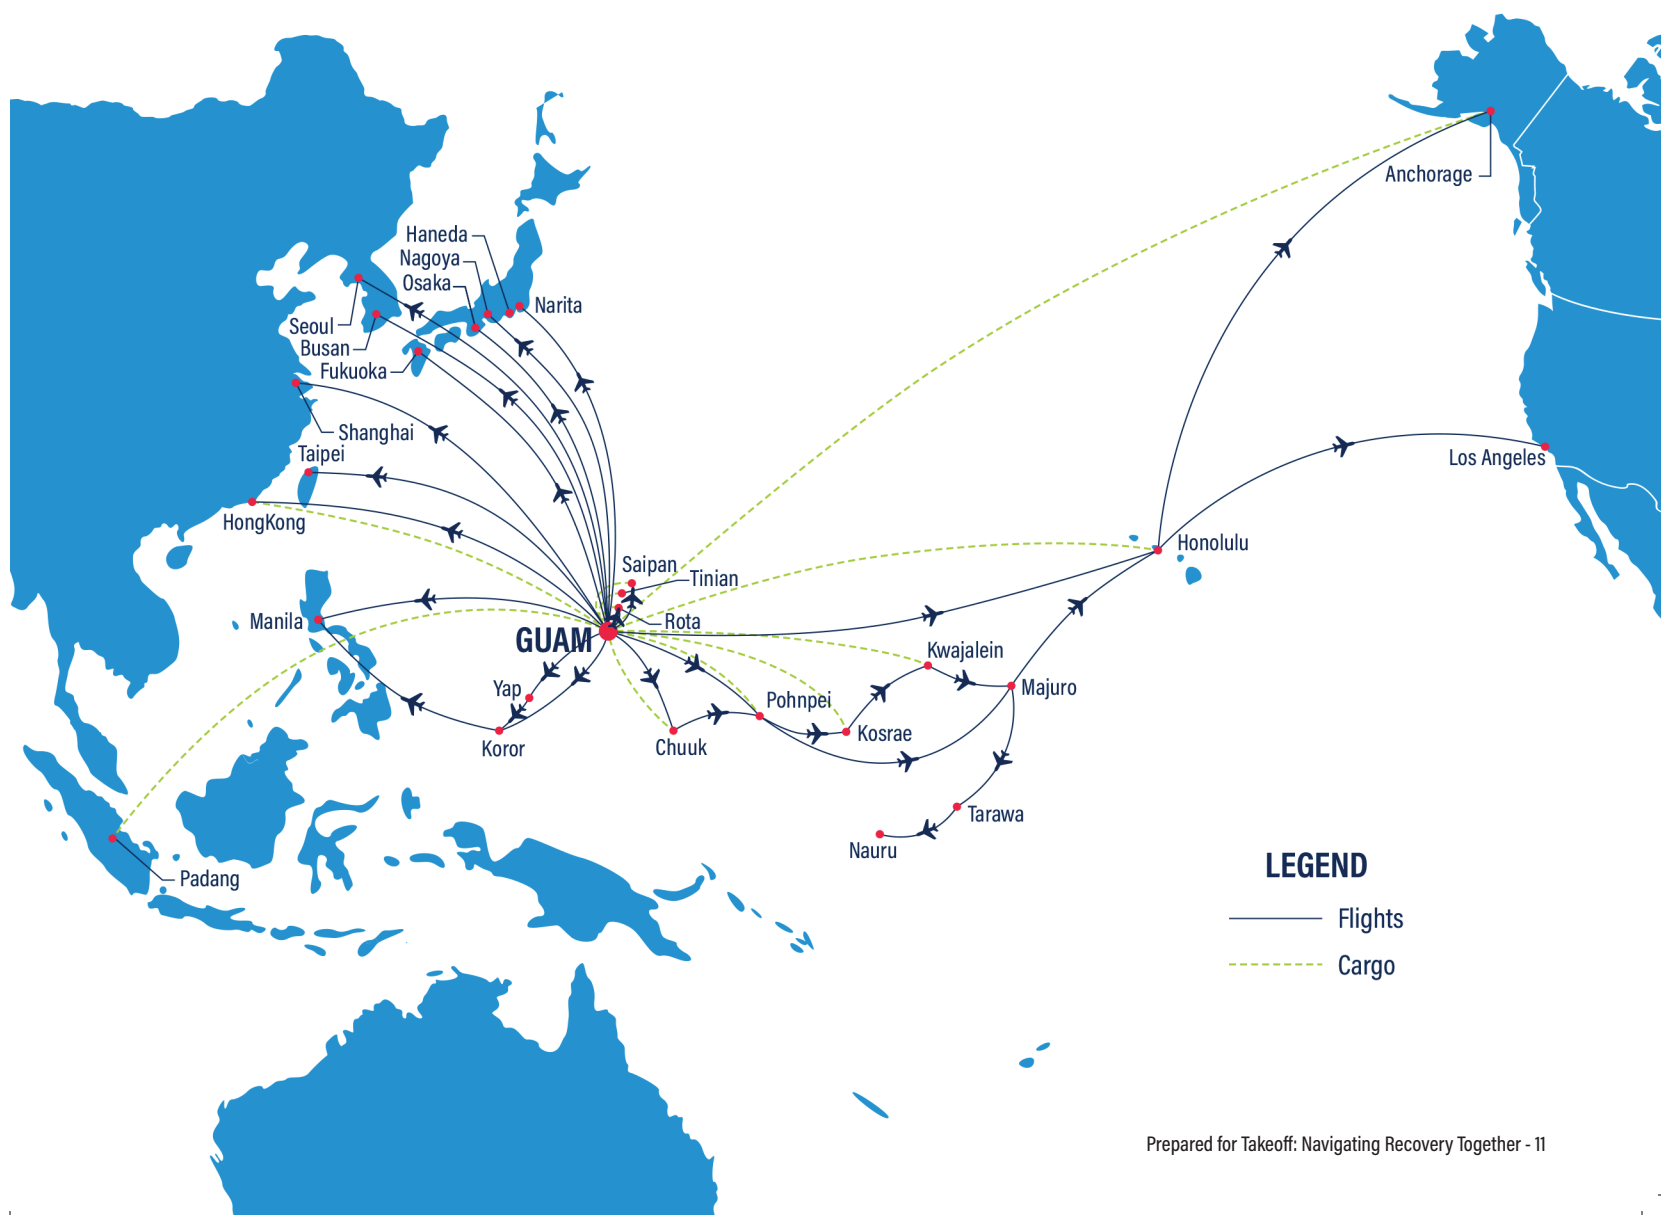 Anchorage
Haneda
Nagoya
Osaka
Narita
Seoul
Busan
Fukuoka
Shanghai
Taipei
HongKong
Los Angeles
Honolulu
Saipan
Tinian
Manila
Rota
GUAM
Kwajalein
Yap
Majuro
Pohnpei
Koror
Chuuk
Kosrae
Tarawa
Nauru
Padang
LEGEND
Flights
Cargo
Prepared for Takeoff: Navigating Recovery Together - 11